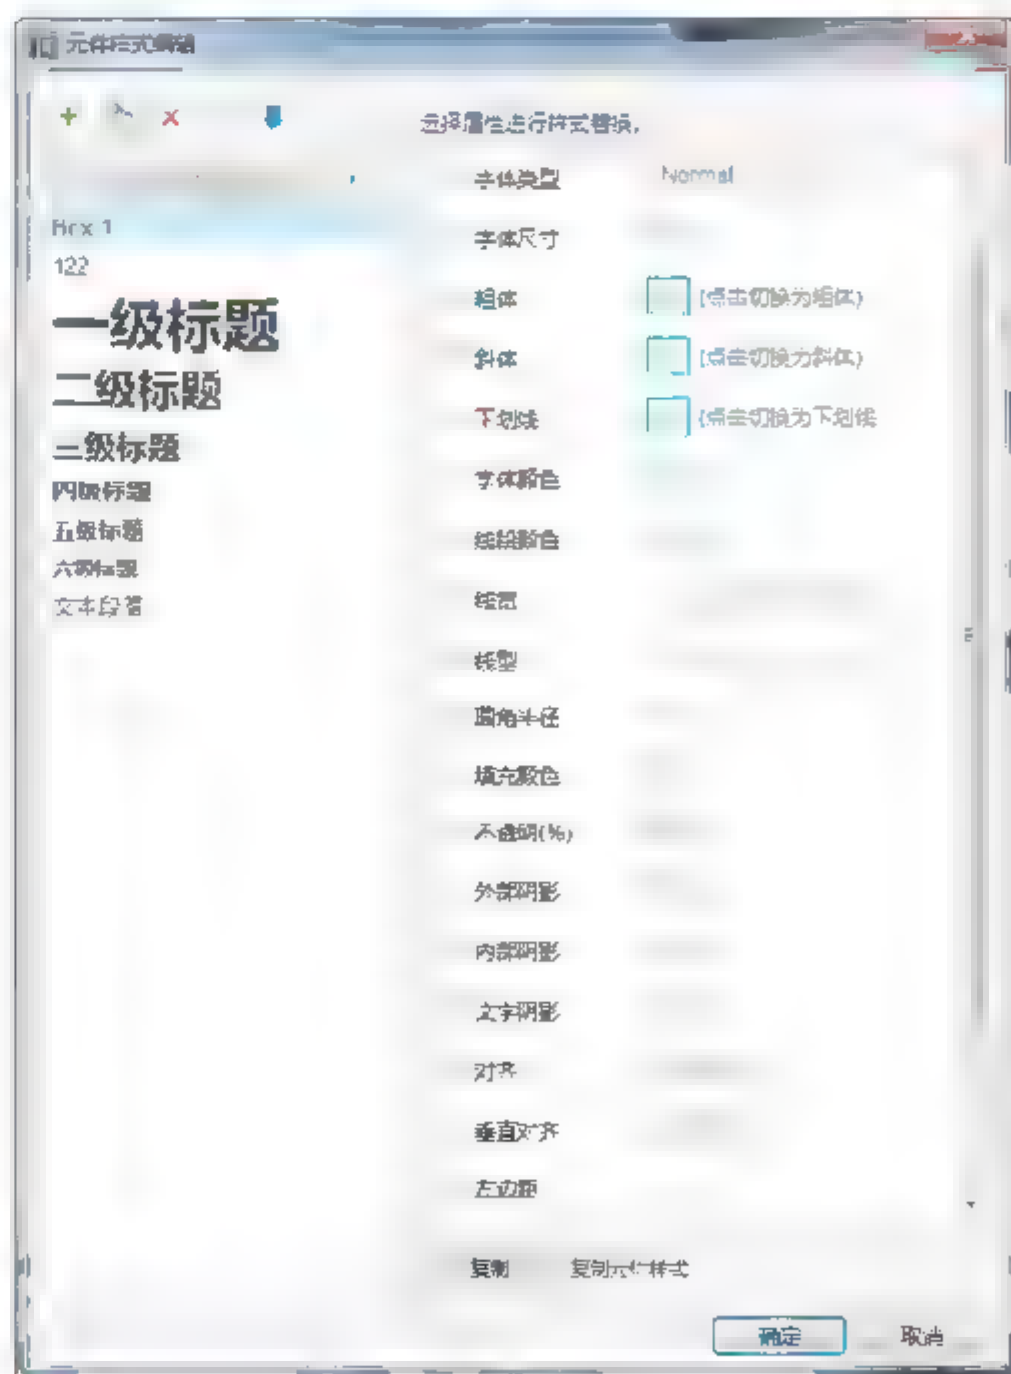 元件样式编辑
选择属性进行样式替换。
Box 1
122
一级标题
二级标题
三级标题
四级标题
五级标题
六级标题
文本段落
字体类型 Normal
字体尺寸
粗体 (点击切换为粗体)
斜体 (点击切换为斜体)
下划线 (点击切换为下划线
字体颜色
线段颜色
线宽
线型
圆角半径
填充颜色
不透明(%)
外部阴影
内部阴影
文字阴影
对齐
垂直对齐
左边距
复制 复制元件样式
确定 取消